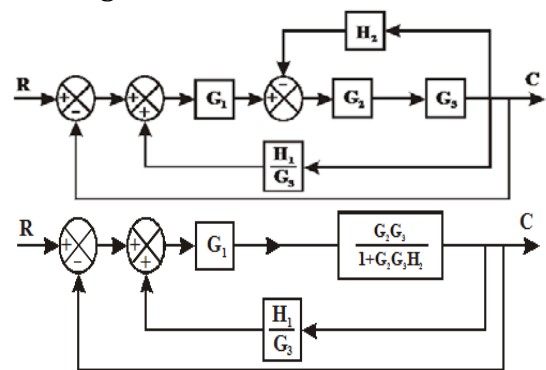 H₂
R + - + + G₁ - + G₂ G₃ C
H₁
G₃
R + - + + G₁ G₂G₃ C
1+G₂G₃H₂
H₁
G₃